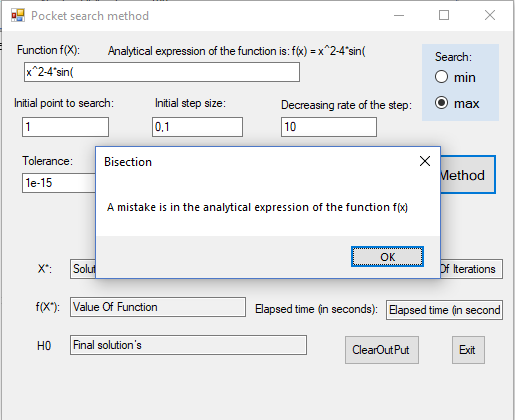 Pocket search method
Function f(X): Analytical expression of the function is: f(x) = x^2-4*sin(
x^2-4*sin(
Search:
min
max
Initial point to search: Initial step size: Decreasing rate of the step:
1 0,1 10
Tolerance:
1e-15
Method
Bisection
A mistake is in the analytical expression of the function f(x)
OK
X*: Solut Of Iterations
f(X*): Value Of Function Elapsed time (in seconds): Elapsed time (in second
H0 Final solution's ClearOutPut Exit